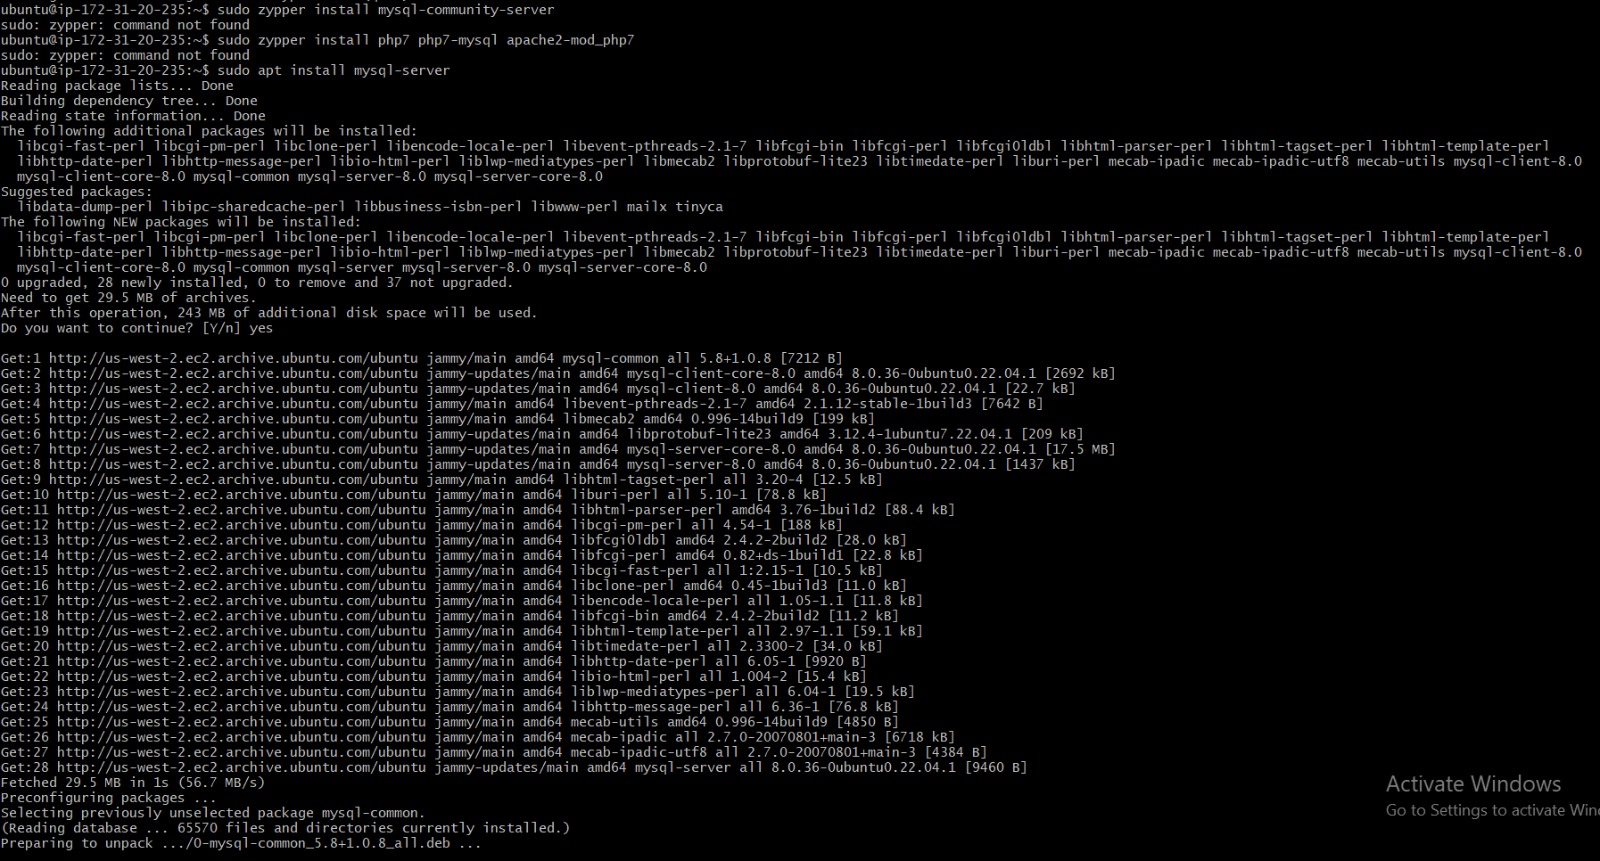 ubuntu@ip-172-31-20-235:~$ sudo zypper install mysql-community-server
sudo: zypper: command not found
ubuntu@ip-172-31-20-235:~$ sudo zypper install php7 php7-mysql apache2-mod_php7
sudo: zypper: command not found
ubuntu@ip-172-31-20-235:~$ sudo apt install mysql-server
Reading package lists... Done
Building dependency tree... Done
Reading state information... Done
The following additional packages will be installed:
  libcgi-fast-perl libcgi-pm-perl libclone-perl libencode-locale-perl libevent-pthreads-2.1-7 libfcgi-bin libfcgi-perl libfcgi0ldbl libhtml-parser-perl libhtml-tagset-perl libhtml-template-perl
  libhttp-date-perl libhttp-message-perl libio-html-perl liblwp-mediatypes-perl libmecab2 libprotobuf-lite23 libtimedate-perl liburi-perl mecab-ipadic mecab-ipadic-utf8 mecab-utils mysql-client-8.0
  mysql-client-core-8.0 mysql-common mysql-server-8.0 mysql-server-core-8.0
Suggested packages:
  libdata-dump-perl libipc-sharedcache-perl libbusiness-isbn-perl libwww-perl mailx tinyca
The following NEW packages will be installed:
  libcgi-fast-perl libcgi-pm-perl libclone-perl libencode-locale-perl libevent-pthreads-2.1-7 libfcgi-bin libfcgi-perl libfcgi0ldbl libhtml-parser-perl libhtml-tagset-perl libhtml-template-perl
  libhttp-date-perl libhttp-message-perl libio-html-perl liblwp-mediatypes-perl libmecab2 libprotobuf-lite23 libtimedate-perl liburi-perl mecab-ipadic mecab-ipadic-utf8 mecab-utils mysql-client-8.0
  mysql-client-core-8.0 mysql-common mysql-server mysql-server-8.0 mysql-server-core-8.0
0 upgraded, 28 newly installed, 0 to remove and 37 not upgraded.
Need to get 29.5 MB of archives.
After this operation, 243 MB of additional disk space will be used.
Do you want to continue? [Y/n] yes
Get:1 http://us-west-2.ec2.archive.ubuntu.com/ubuntu jammy/main amd64 mysql-common all 5.8+1.0.8 [7212 B]
Get:2 http://us-west-2.ec2.archive.ubuntu.com/ubuntu jammy-updates/main amd64 mysql-client-core-8.0 amd64 8.0.36-0ubuntu0.22.04.1 [2692 kB]
Get:3 http://us-west-2.ec2.archive.ubuntu.com/ubuntu jammy-updates/main amd64 mysql-client-8.0 amd64 8.0.36-0ubuntu0.22.04.1 [22.7 kB]
Get:4 http://us-west-2.ec2.archive.ubuntu.com/ubuntu jammy/main amd64 libevent-pthreads-2.1-7 amd64 2.1.12-stable-1build3 [7642 B]
Get:5 http://us-west-2.ec2.archive.ubuntu.com/ubuntu jammy/main amd64 libmecab2 amd64 0.996-14build9 [199 kB]
Get:6 http://us-west-2.ec2.archive.ubuntu.com/ubuntu jammy-updates/main amd64 libprotobuf-lite23 amd64 3.12.4-1ubuntu7.22.04.1 [209 kB]
Get:7 http://us-west-2.ec2.archive.ubuntu.com/ubuntu jammy-updates/main amd64 mysql-server-core-8.0 amd64 8.0.36-0ubuntu0.22.04.1 [17.5 MB]
Get:8 http://us-west-2.ec2.archive.ubuntu.com/ubuntu jammy-updates/main amd64 mysql-server-8.0 amd64 8.0.36-0ubuntu0.22.04.1 [1437 kB]
Get:9 http://us-west-2.ec2.archive.ubuntu.com/ubuntu jammy/main amd64 libhtml-tagset-perl all 3.20-4 [12.5 kB]
Get:10 http://us-west-2.ec2.archive.ubuntu.com/ubuntu jammy/main amd64 liburi-perl all 5.10-1 [78.8 kB]
Get:11 http://us-west-2.ec2.archive.ubuntu.com/ubuntu jammy/main amd64 libhtml-parser-perl amd64 3.76-1build2 [88.4 kB]
Get:12 http://us-west-2.ec2.archive.ubuntu.com/ubuntu jammy/main amd64 libcgi-pm-perl all 4.54-1 [188 kB]
Get:13 http://us-west-2.ec2.archive.ubuntu.com/ubuntu jammy/main amd64 libfcgi0ldbl amd64 2.4.2-2build2 [28.0 kB]
Get:14 http://us-west-2.ec2.archive.ubuntu.com/ubuntu jammy/main amd64 libfcgi-perl amd64 0.82+ds-1build1 [22.8 kB]
Get:15 http://us-west-2.ec2.archive.ubuntu.com/ubuntu jammy/main amd64 libcgi-fast-perl all 1:2.15-1 [10.5 kB]
Get:16 http://us-west-2.ec2.archive.ubuntu.com/ubuntu jammy/main amd64 libclone-perl amd64 0.45-1build3 [11.0 kB]
Get:17 http://us-west-2.ec2.archive.ubuntu.com/ubuntu jammy/main amd64 libencode-locale-perl all 1.05-1.1 [11.8 kB]
Get:18 http://us-west-2.ec2.archive.ubuntu.com/ubuntu jammy/main amd64 libfcgi-bin amd64 2.4.2-2build2 [11.2 kB]
Get:19 http://us-west-2.ec2.archive.ubuntu.com/ubuntu jammy/main amd64 libhtml-template-perl all 2.97-1.1 [59.1 kB]
Get:20 http://us-west-2.ec2.archive.ubuntu.com/ubuntu jammy/main amd64 libtimedate-perl all 2.3300-2 [34.0 kB]
Get:21 http://us-west-2.ec2.archive.ubuntu.com/ubuntu jammy/main amd64 libhttp-date-perl all 6.05-1 [9920 B]
Get:22 http://us-west-2.ec2.archive.ubuntu.com/ubuntu jammy/main amd64 libio-html-perl all 1.004-2 [15.4 kB]
Get:23 http://us-west-2.ec2.archive.ubuntu.com/ubuntu jammy/main amd64 liblwp-mediatypes-perl all 6.04-1 [19.5 kB]
Get:24 http://us-west-2.ec2.archive.ubuntu.com/ubuntu jammy/main amd64 libhttp-message-perl all 6.36-1 [76.8 kB]
Get:25 http://us-west-2.ec2.archive.ubuntu.com/ubuntu jammy/main amd64 mecab-utils amd64 0.996-14build9 [4850 B]
Get:26 http://us-west-2.ec2.archive.ubuntu.com/ubuntu jammy/main amd64 mecab-ipadic all 2.7.0-20070801+main-3 [6718 kB]
Get:27 http://us-west-2.ec2.archive.ubuntu.com/ubuntu jammy/main amd64 mecab-ipadic-utf8 all 2.7.0-20070801+main-3 [4384 B]
Get:28 http://us-west-2.ec2.archive.ubuntu.com/ubuntu jammy-updates/main amd64 mysql-server all 8.0.36-0ubuntu0.22.04.1 [9460 B]
Fetched 29.5 MB in 1s (56.7 MB/s)
Preconfiguring packages ...
Selecting previously unselected package mysql-common.
(Reading database ... 65570 files and directories currently installed.)
Preparing to unpack .../0-mysql-common_5.8+1.0.8_all.deb ...
Activate Windows
Go to Settings to activate Win